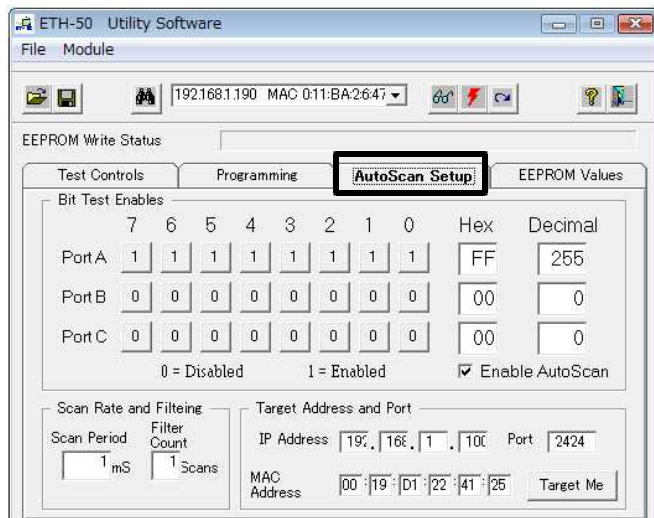 ETH-50 Utility Software
File Module
192.168.1.190 MAC 0:11:BA:2:6:47
EEPROM Write Status
Test Controls Programming AutoScan Setup EEPROM Values
Bit Test Enables
7 6 5 4 3 2 1 0 Hex Decimal
Port A 1 1 1 1 1 1 1 1 FF 255
Port B 0 0 0 0 0 0 0 0 00 0
Port C 0 0 0 0 0 0 0 0 00 0
0 = Disabled 1 = Enabled Enable AutoScan
Scan Rate and Filteing
Scan Period Filter Count
1 mS 1 Scans
Target Address and Port
IP Address . . 1 . Port 2424
MAC Address 00 : 19 : D1 : 22 : 41 : 25 Target Me